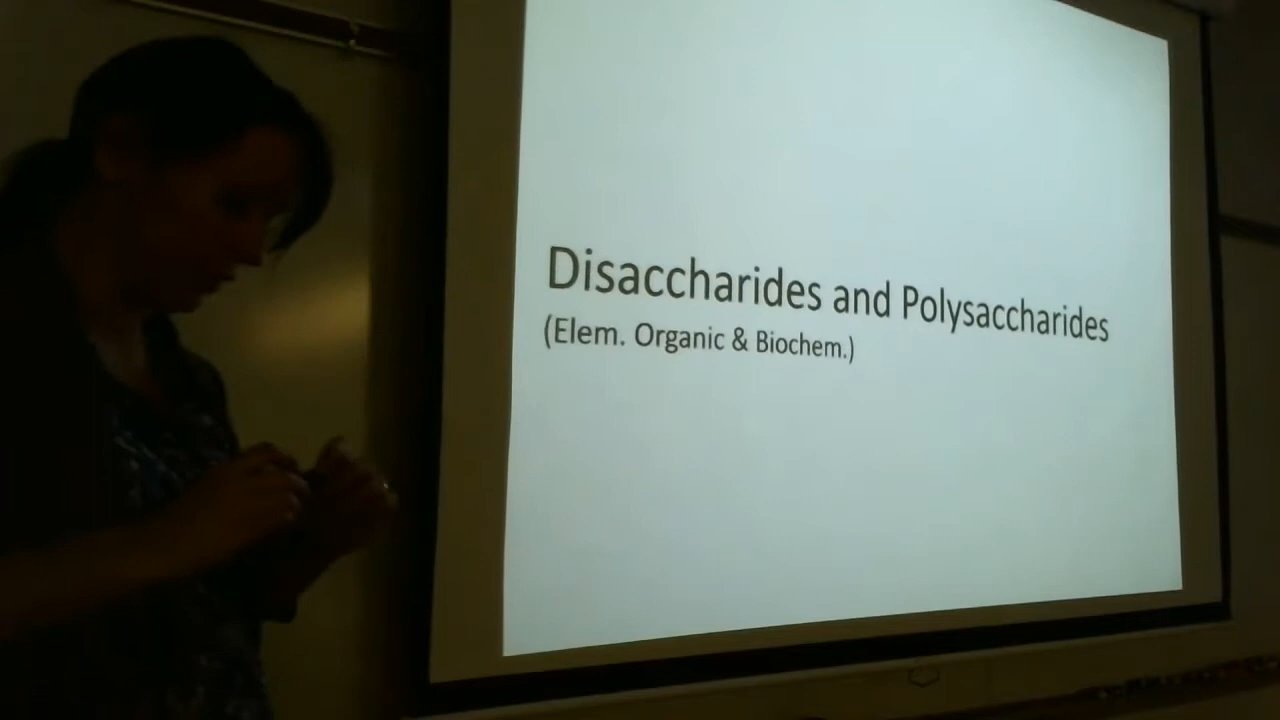 Disaccharides and Polysaccharides
(Elem. Organic & Biochem.)